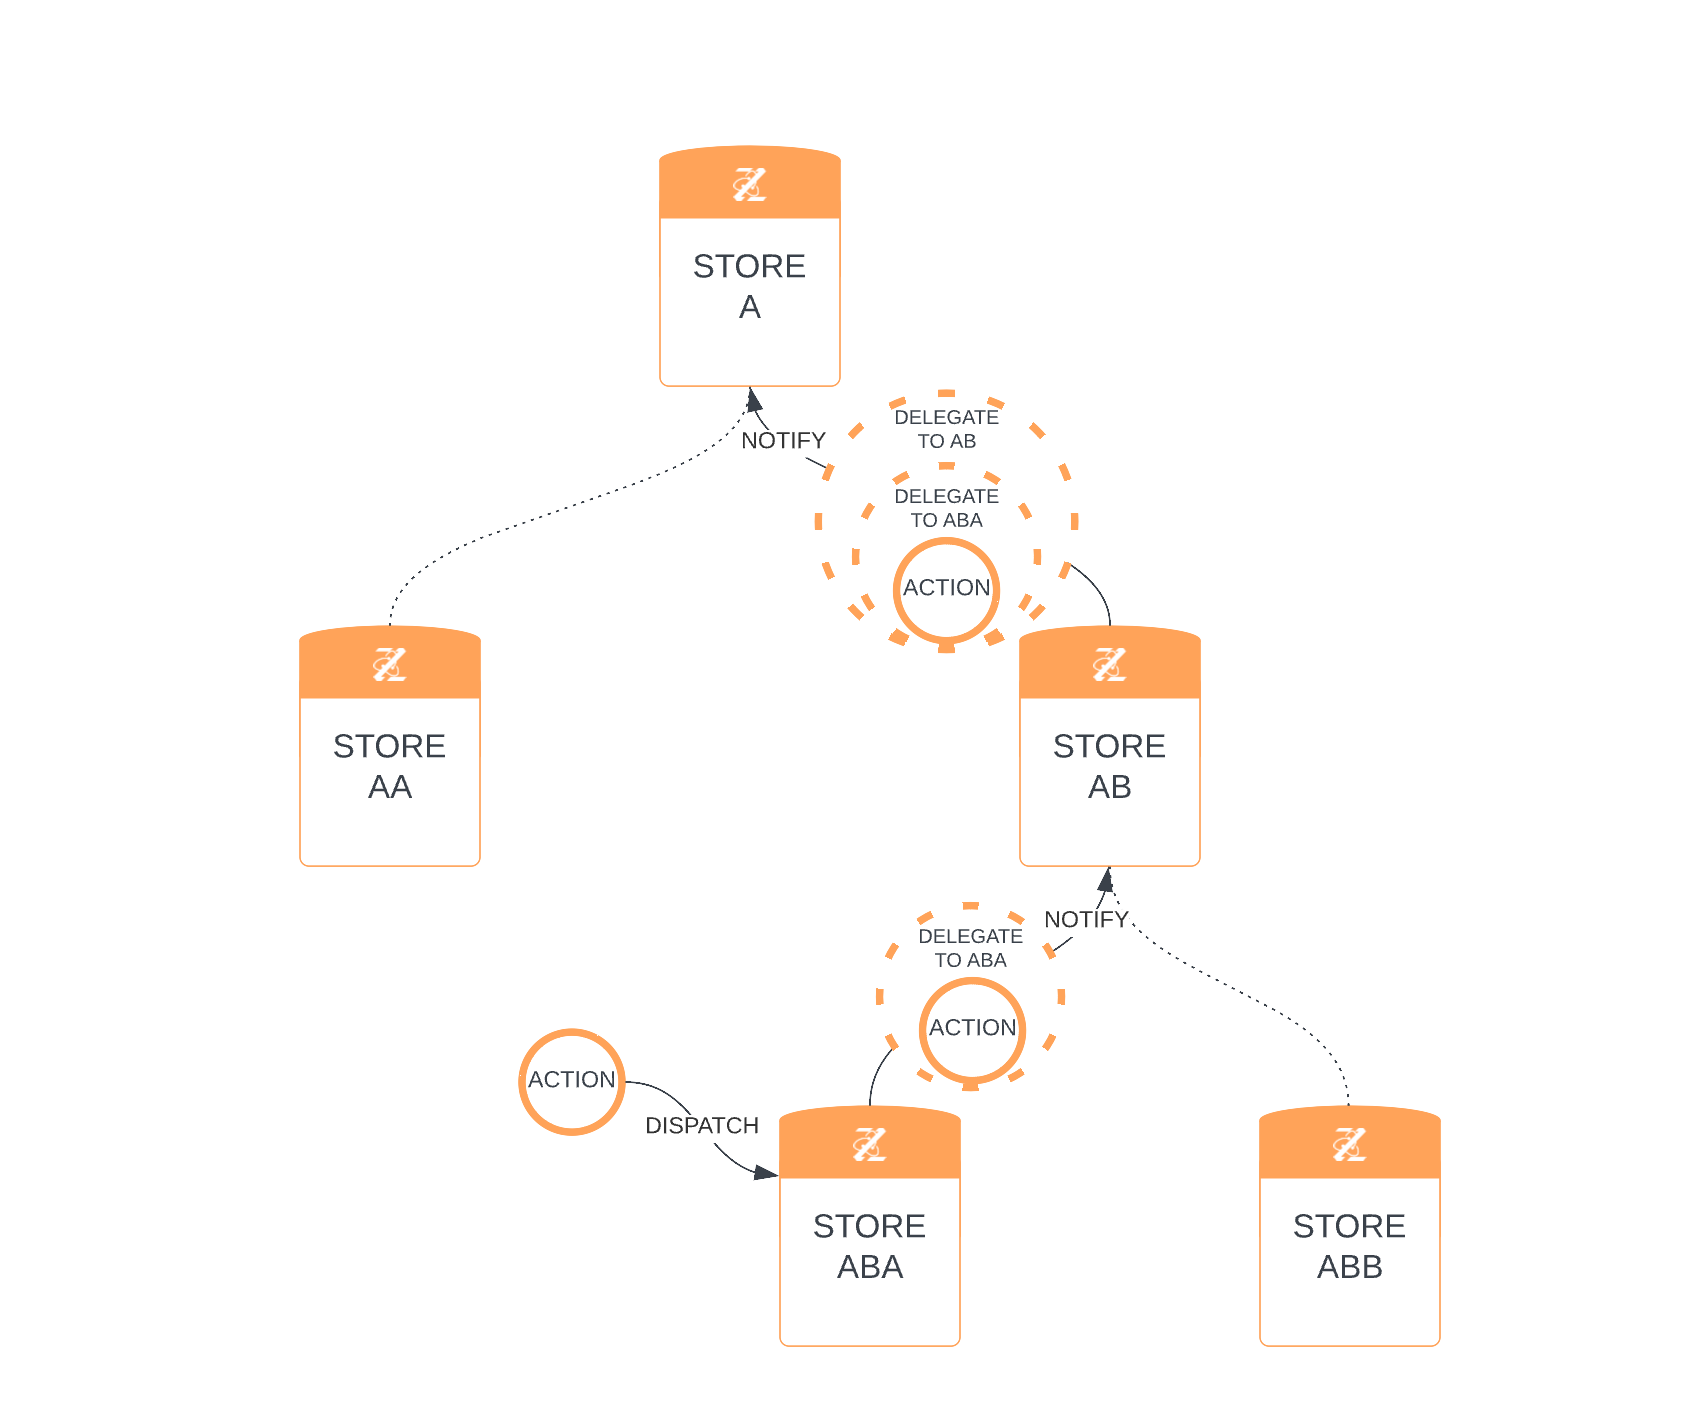 STORE
A
NOTIFY
DELEGATE
TO AB
DELEGATE
TO ABA
ACTION
STORE
AA
STORE
AB
NOTIFY
DELEGATE
TO ABA
ACTION
ACTION
DISPATCH
STORE
ABA
STORE
ABB